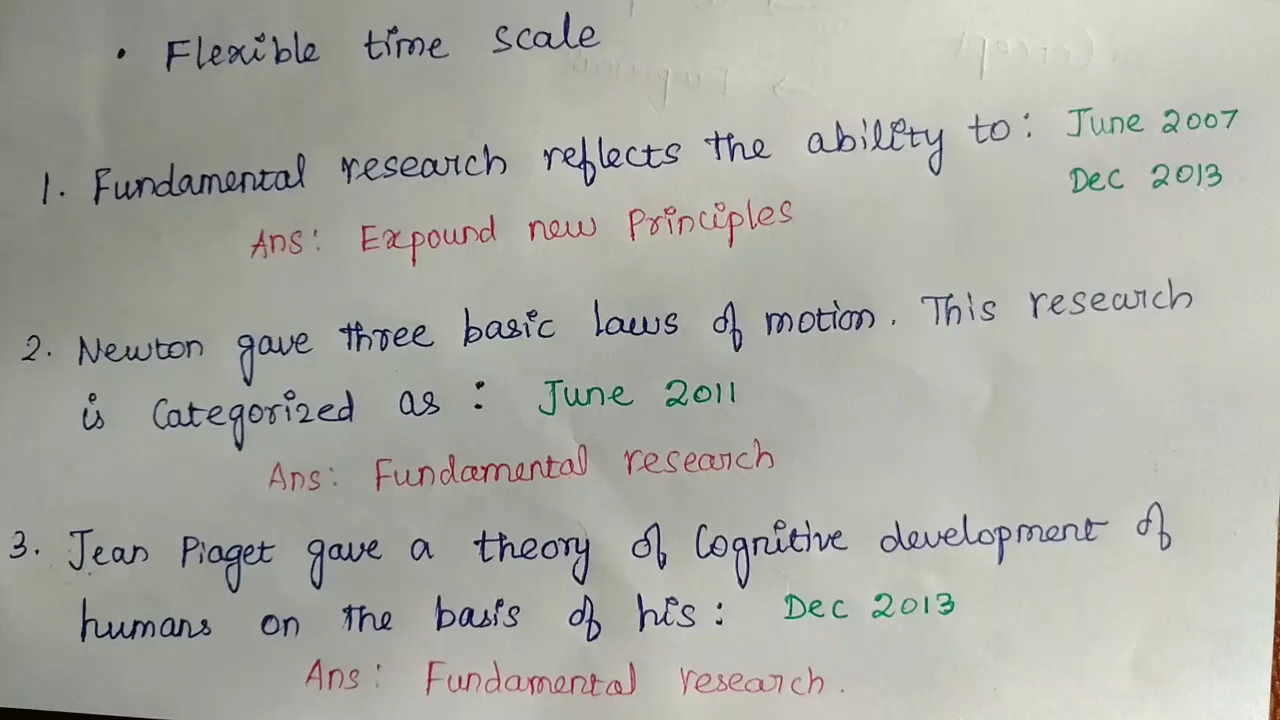 • Flexible time scale
1. Fundamental research reflects the ability to: June 2007
Dec 2013
Ans: Expound new Principles
2. Newton gave three basic laws of motion. This research
is Categorized as : June 2011
Ans: Fundamental research
3. Jean Piaget gave a theory of Cognitive development of
humans on the basis of his: Dec 2013
Ans: Fundamental research.